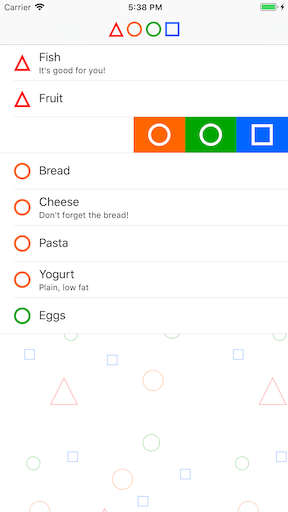 Carrier
5:38 PM
Fish
It's good for you!
Fruit
Bread
Cheese
Don't forget the bread!
Pasta
Yogurt
Plain, low fat
Eggs